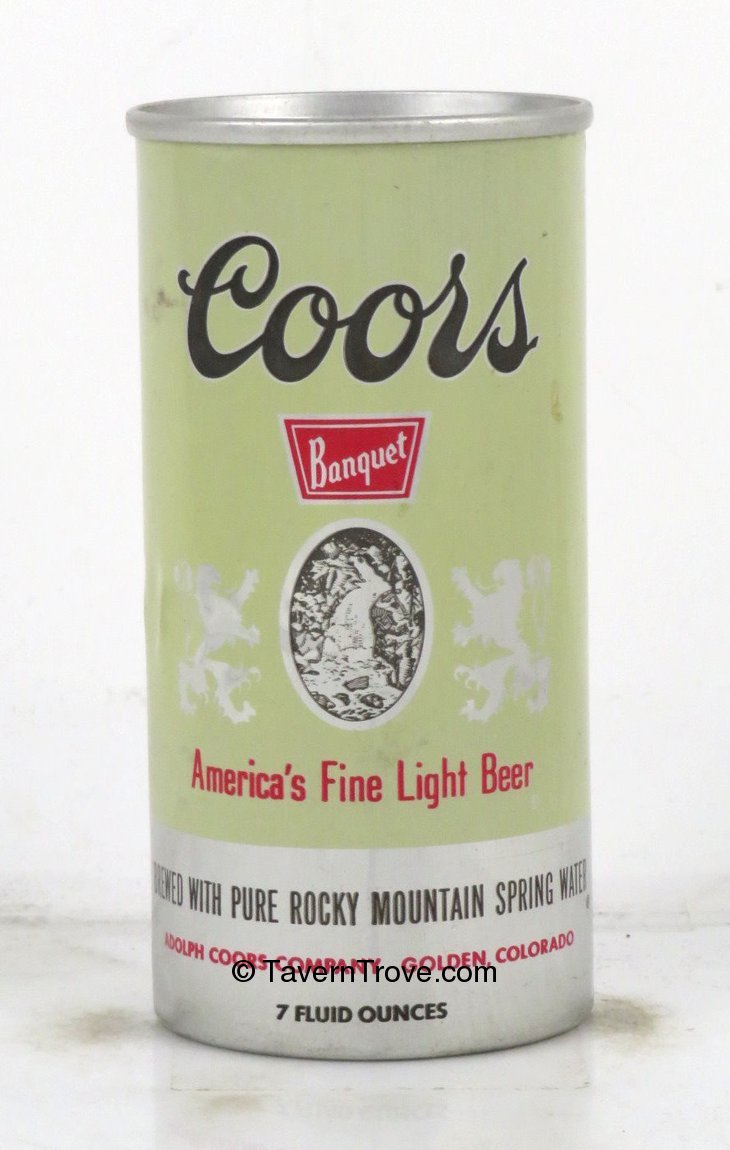 Coors
Banquet
America's Fine Light Beer
BREWED WITH PURE ROCKY MOUNTAIN SPRING WATER
ADOLPH COORS COMPANY, GOLDEN, COLORADO
© TavernTrove.com
7 FLUID OUNCES